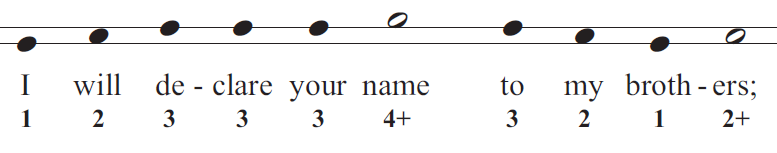 I will de - clare your name to my broth - ers;
1 2 3 3 3 4+ 3 2 1 2+